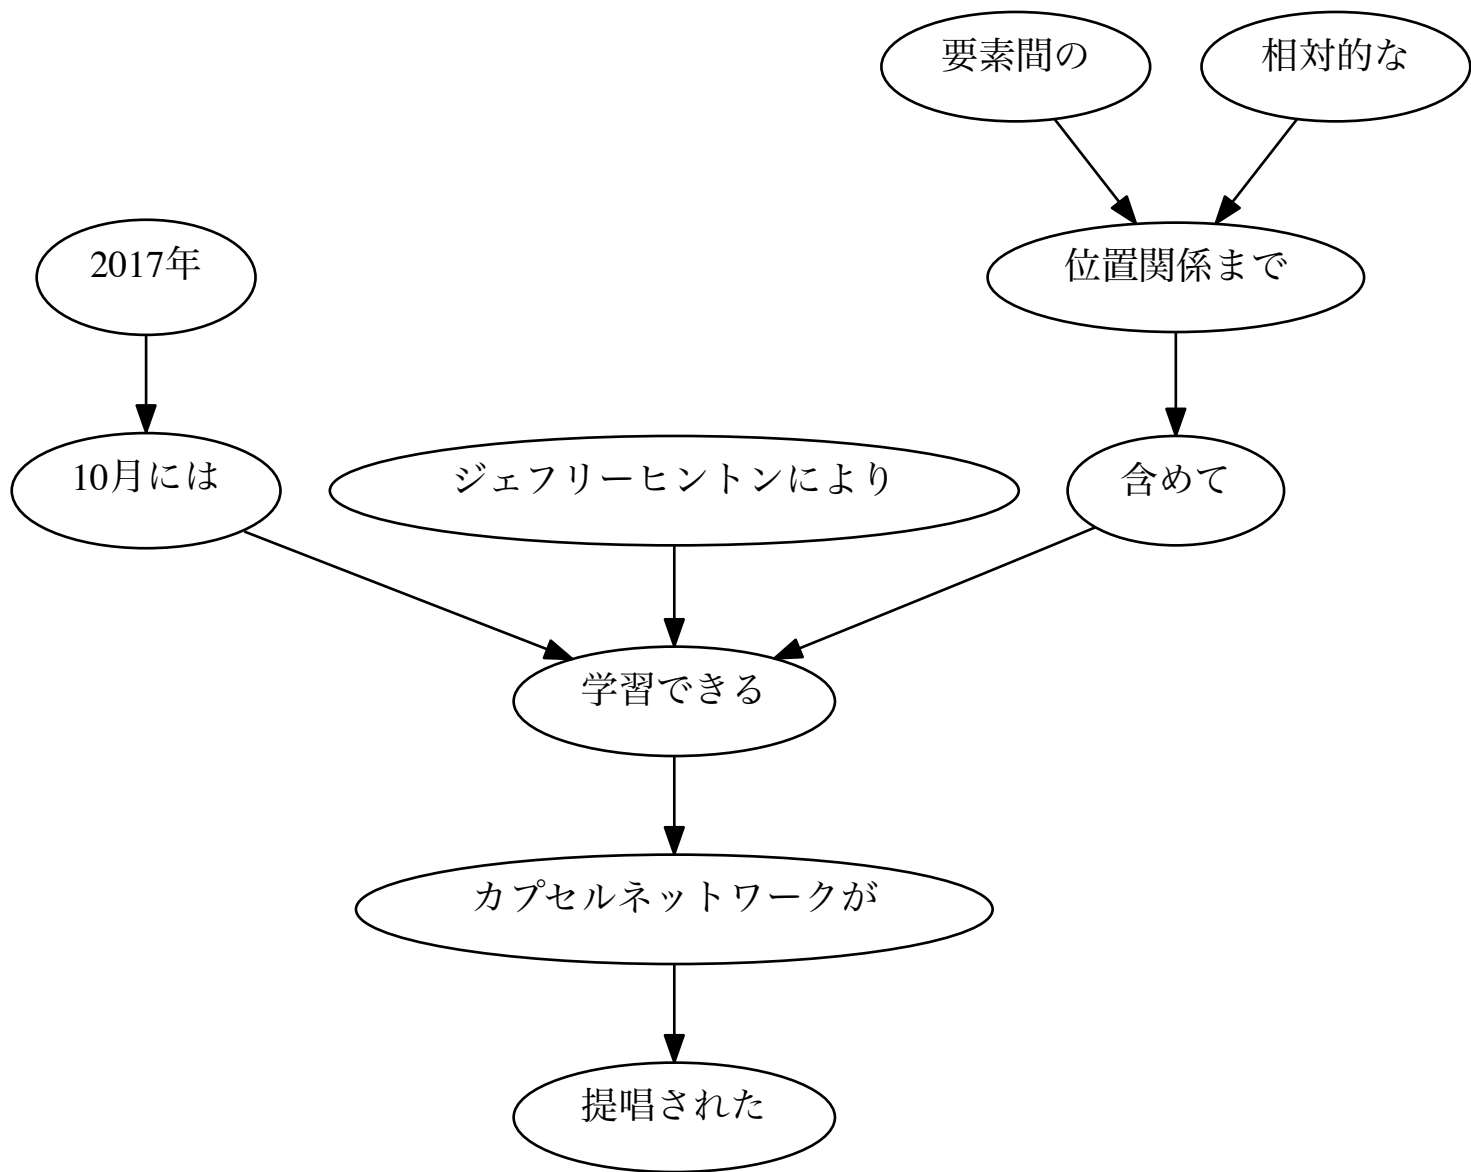 要素間の
相対的な
2017年
位置関係まで
10月には
ジェフリーヒントンにより
含めて
学習できる
カプセルネットワークが
提唱された